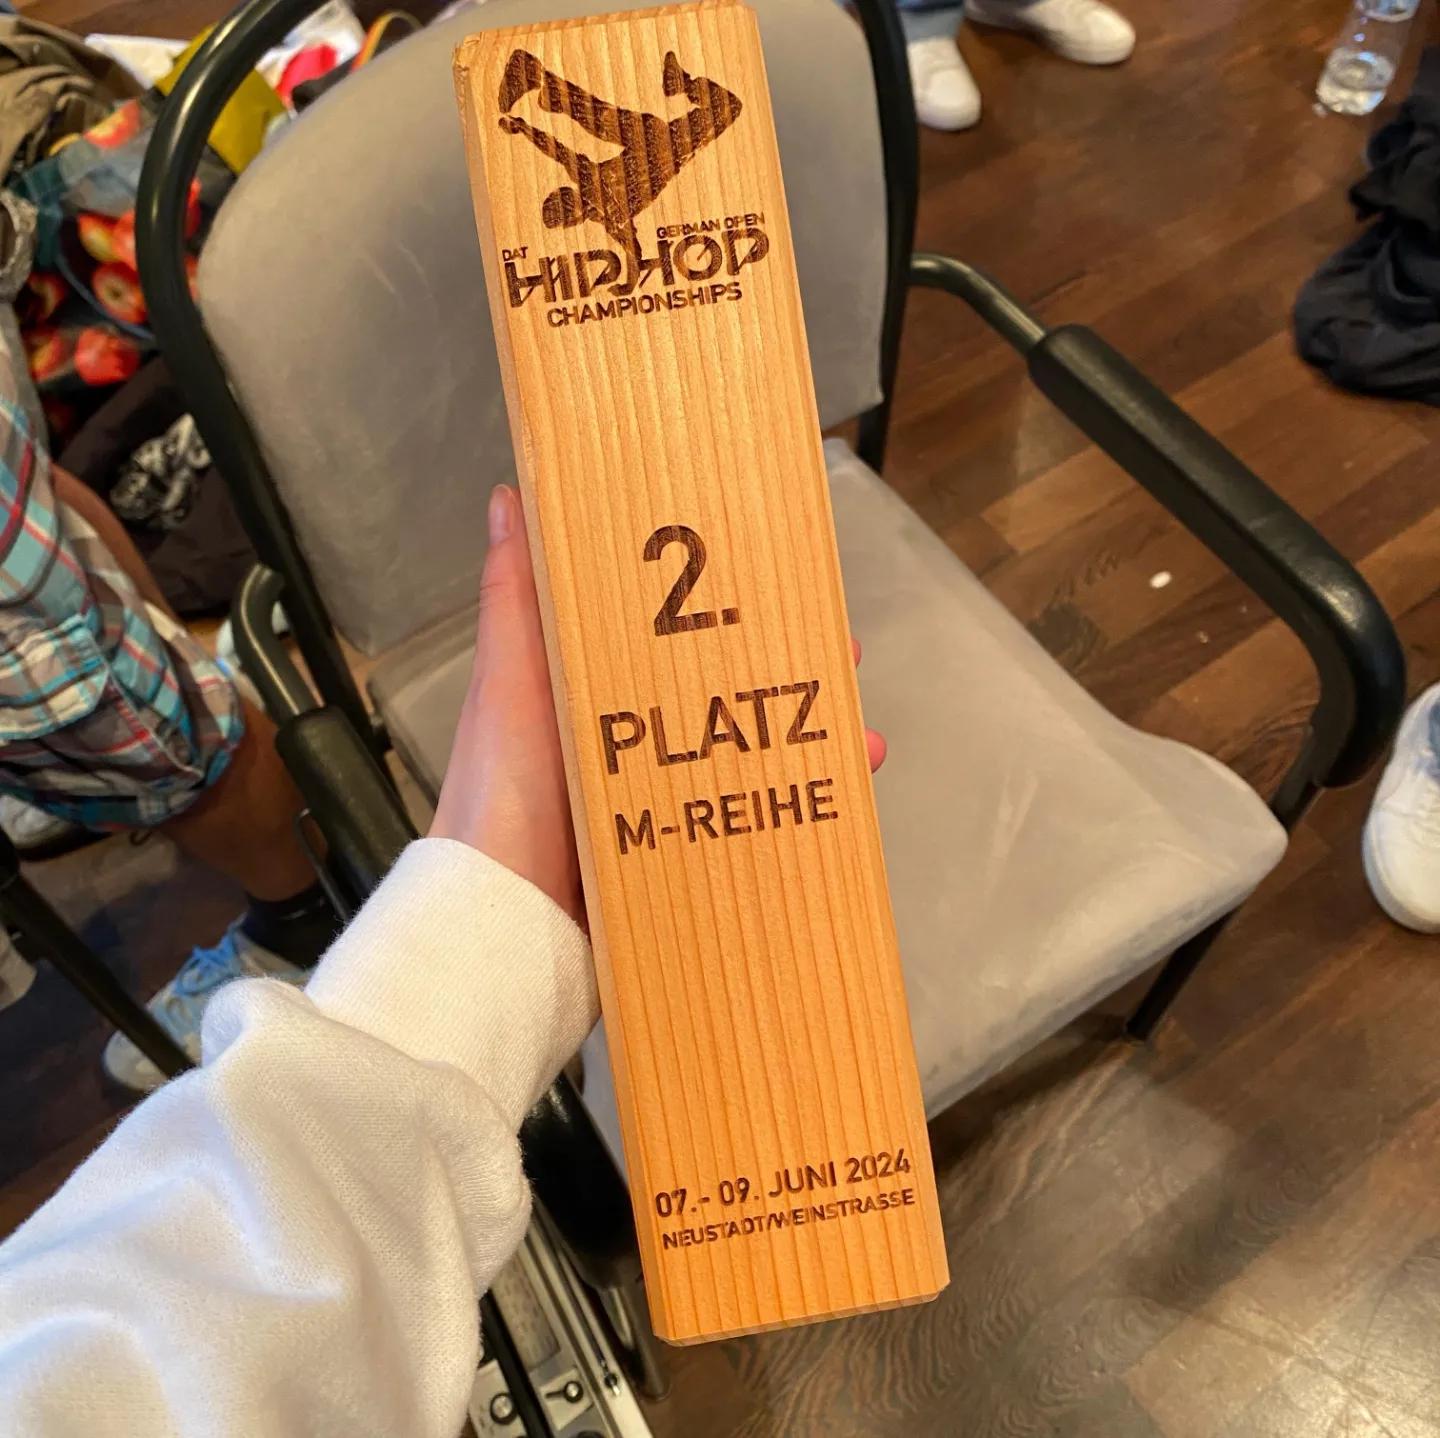 DAT
GERMAN OPEN
HIPHOP
CHAMPIONSHIPS
2.
PLATZ
M-REIHE
07.- 09. JUNI 2024
NEUSTADT/WEINSTRASSE